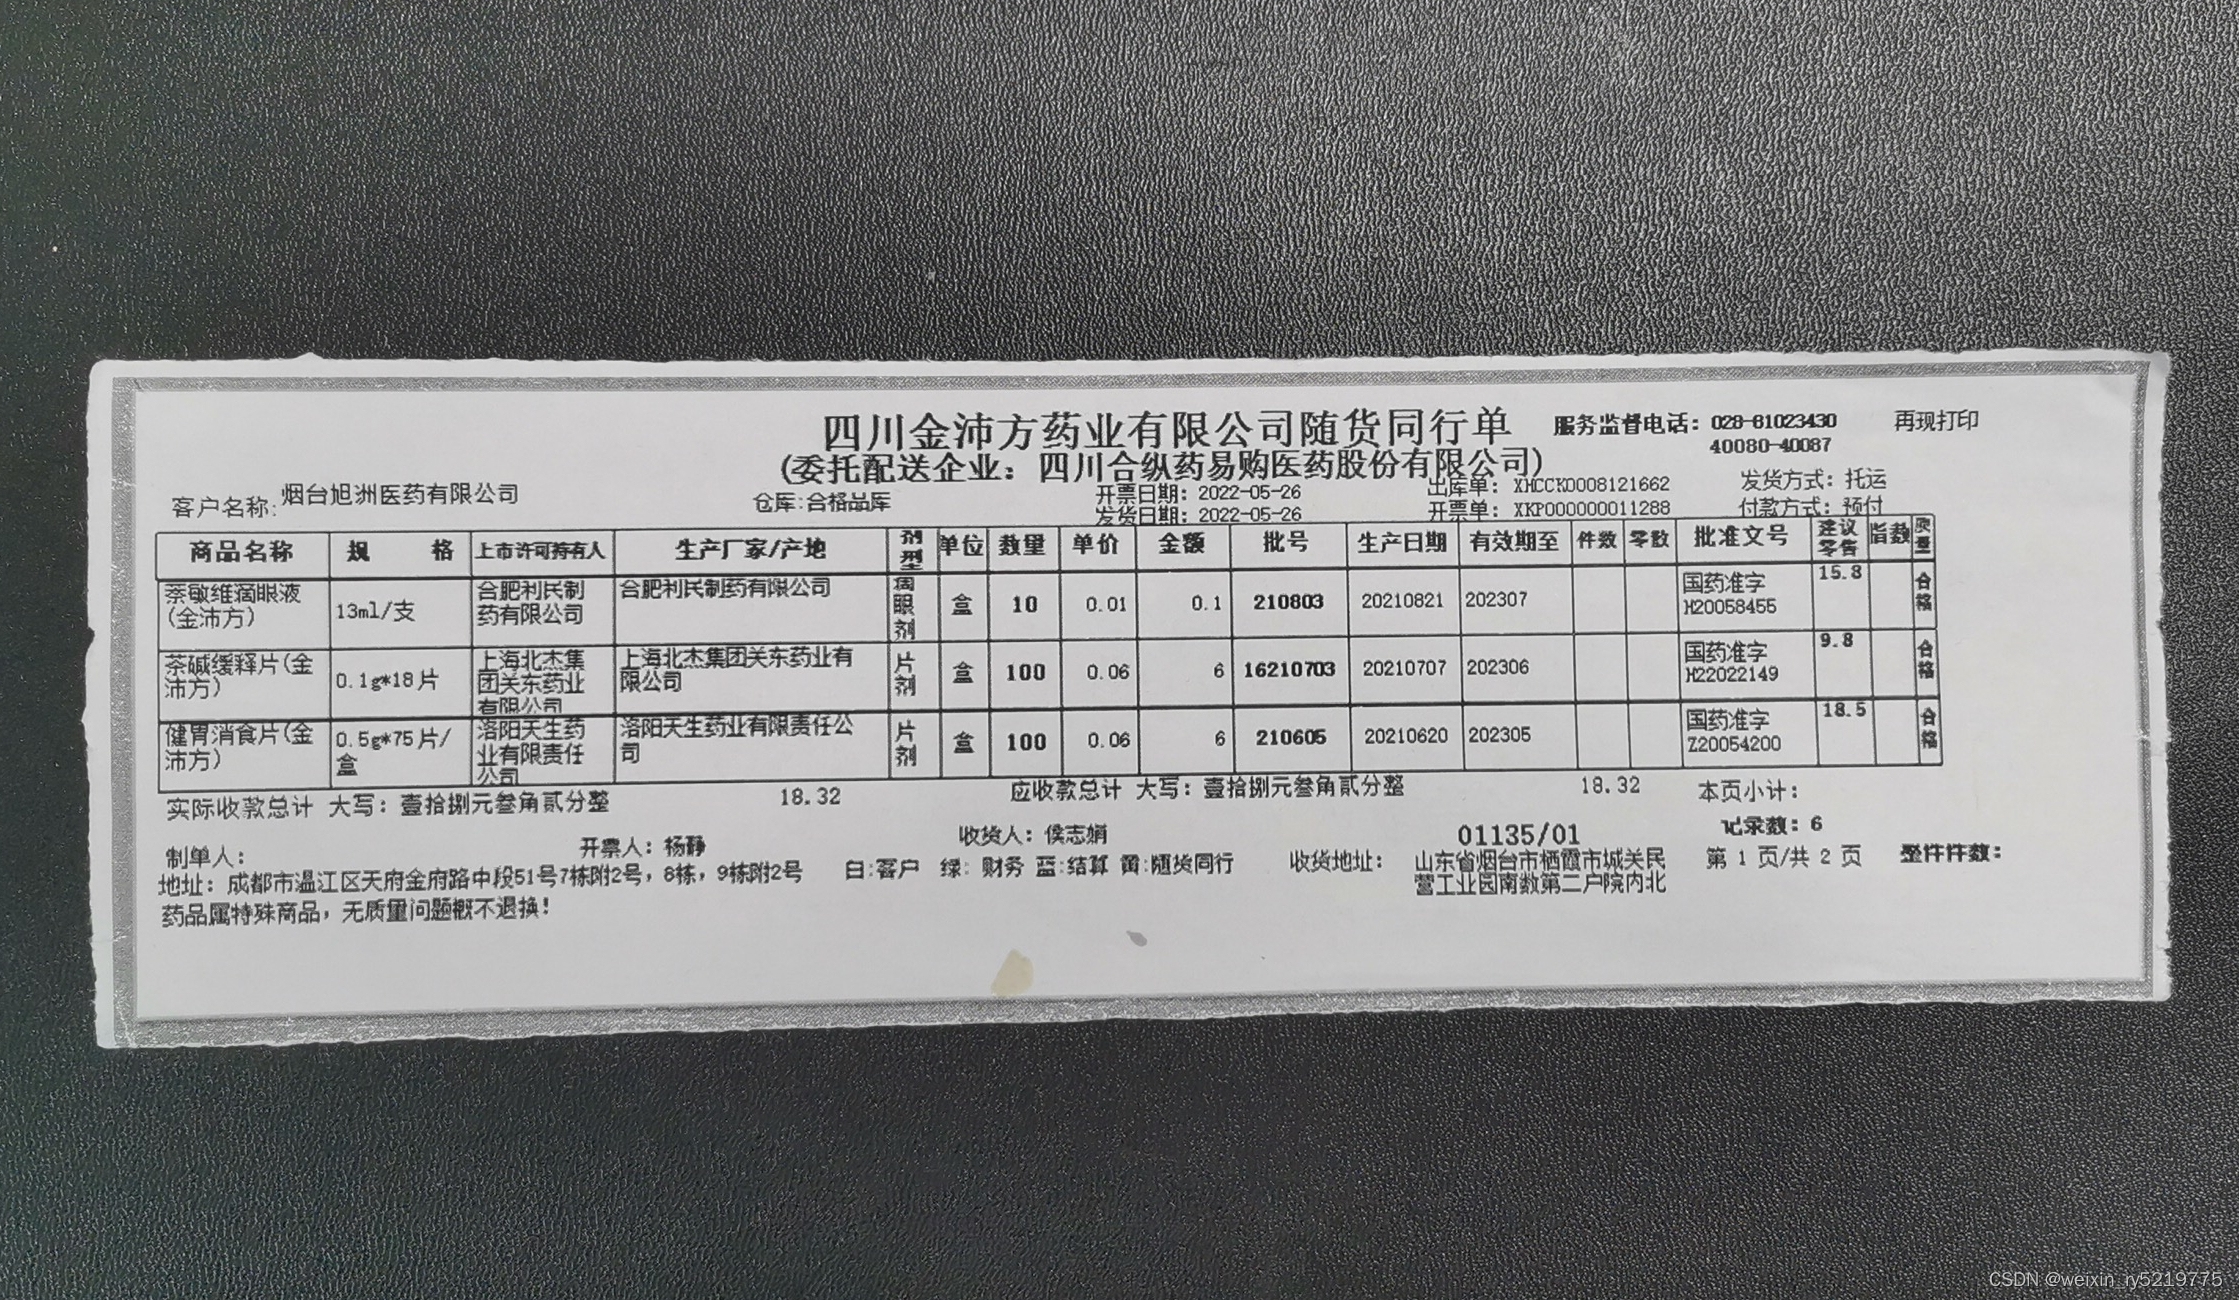 四川金沛方药业有限公司随货同行单 服务监督电话：028-81023430 再现打印
40080-40087
(委托配送企业：四川合纵药易购医药股份有限公司)
客户名称:烟台旭洲医药有限公司 仓库:合格品库 开票日期：2022-05-26 出库单：XHCCK0008121662 发货方式：托运
发货日期：2022-05-26 开票单：XKP000000011288 付款方式：预付
商品名称 规 格 上市许可持有人 生产厂家/产地 剂型 单位 数量 单价 金额 批号 生产日期 有效期至 件数 零数 批准文号 建议零售 指数 质量
萘敏维滴眼液(金沛方) 13ml/支 合肥利民制药有限公司 合肥利民制药有限公司 眼剂 盒 10 0.01 0.1 210803 20210821 202307 国药准字H20058455 15.8 合格
茶碱缓释片(金沛方) 0.1g*18片 上海北杰集团关东药业有限公司 上海北杰集团关东药业有限公司 片剂 盒 100 0.06 6 16210703 20210707 202306 国药准字H22022149 9.8 合格
健胃消食片(金沛方) 0.5g*75片/盒 洛阳天生药业有限责任公司 洛阳天生药业有限责任公司 片剂 盒 100 0.06 6 210605 20210620 202305 国药准字Z20054200 18.5 合格
实际收款总计 大写：壹拾捌元叁角贰分整 18.32 应收款总计 大写：壹拾捌元叁角贰分整 18.32 本页小计：
制单人： 开票人：杨静 收货人：侯志娟 01135/01 记录数：6
地址：成都市温江区天府金府路中段51号7栋附2号，8栋，9栋附2号 白:客户 绿：财务 蓝:结算 黄:随货同行 收货地址： 山东省烟台市栖霞市城关民 第 1 页/共 2 页 整件件数：
营工业园南数第二户院内北
药品属特殊商品，无质量问题概不退换！
CSDN @weixin_ry5219775